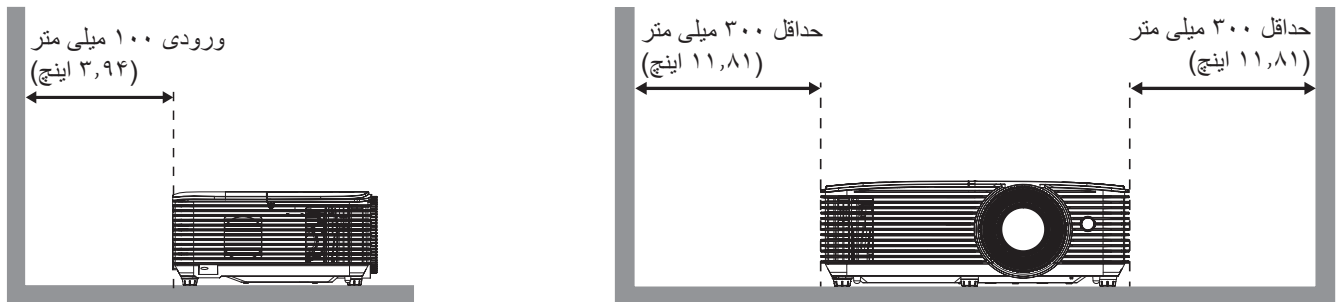 حداقل ۳۰۰ میلی متر
(۱۱,۸۱ اینچ)
حداقل ۳۰۰ میلی متر
(۱۱,۸۱ اینچ)
ورودی ۱۰۰ میلی متر
(۳,۹۴ اینچ)